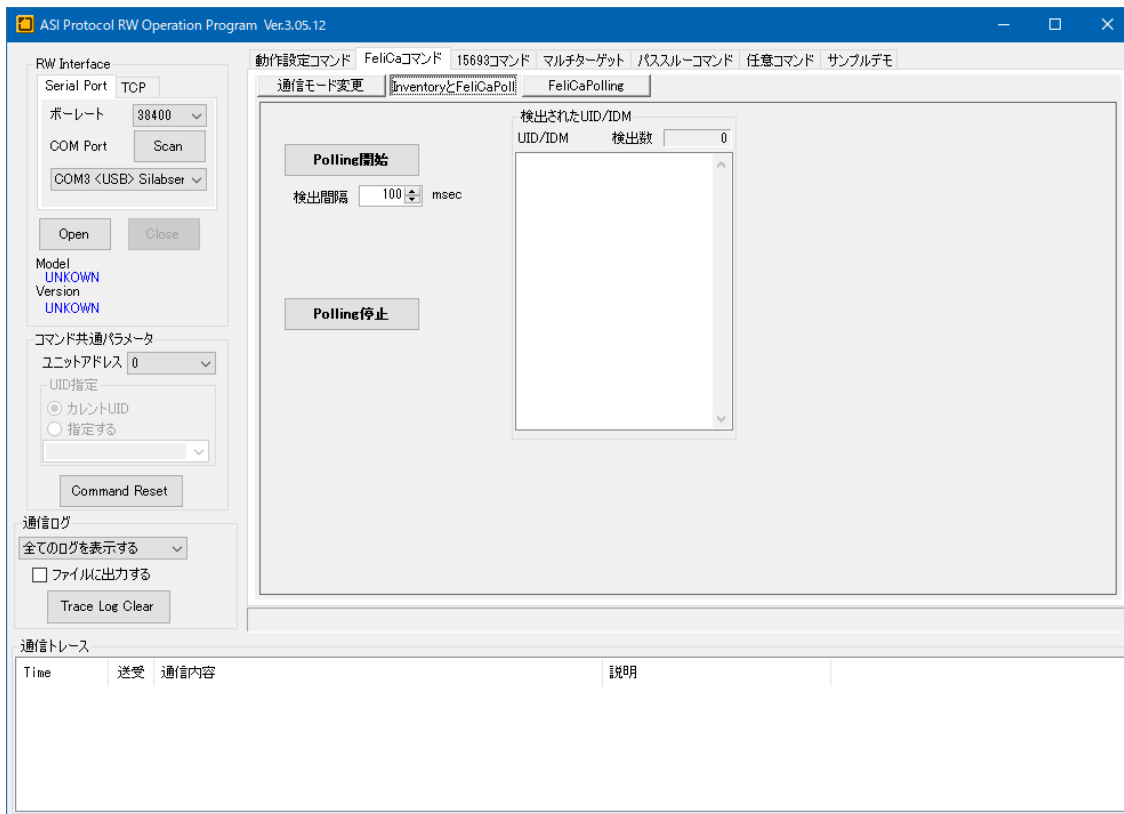 ASI Protocol RW Operation Program Ver.3.05.12
RW Interface
Serial Port TCP
ボーレート 38400
COM Port Scan
COM3 <USB> Silabser
Open Close
Model
UNKOWN
Version
UNKOWN
コマンド共通パラメータ
ユニットアドレス 0
UID指定
カレントUID
指定する
Command Reset
通信ログ
全てのログを表示する
ファイルに出力する
Trace Log Clear
動作設定コマンド FeliCaコマンド 15693コマンド マルチターゲット パススルーコマンド 任意コマンド サンプルデモ
通信モード変更 InventoryとFeliCaPoll FeliCaPolling
Polling開始
検出間隔 100 msec
Polling停止
検出されたUID/IDM
UID/IDM 検出数 0
通信トレース
Time 送受 通信内容 説明